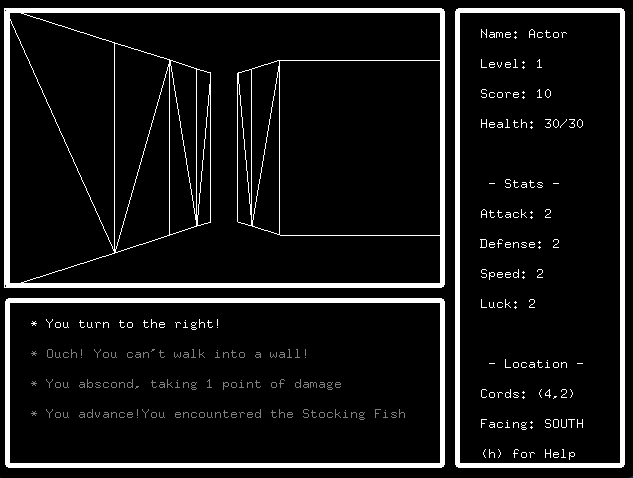 * You turn to the right!
* Ouch! You can't walk into a wall!
* You abscond, taking 1 point of damage
* You advance!You encountered the Stocking Fish
Name: Actor
Level: 1
Score: 10
Health: 30/30
- Stats -
Attack: 2
Defense: 2
Speed: 2
Luck: 2
- Location -
Cords: (4,2)
Facing: SOUTH
(h) for Help